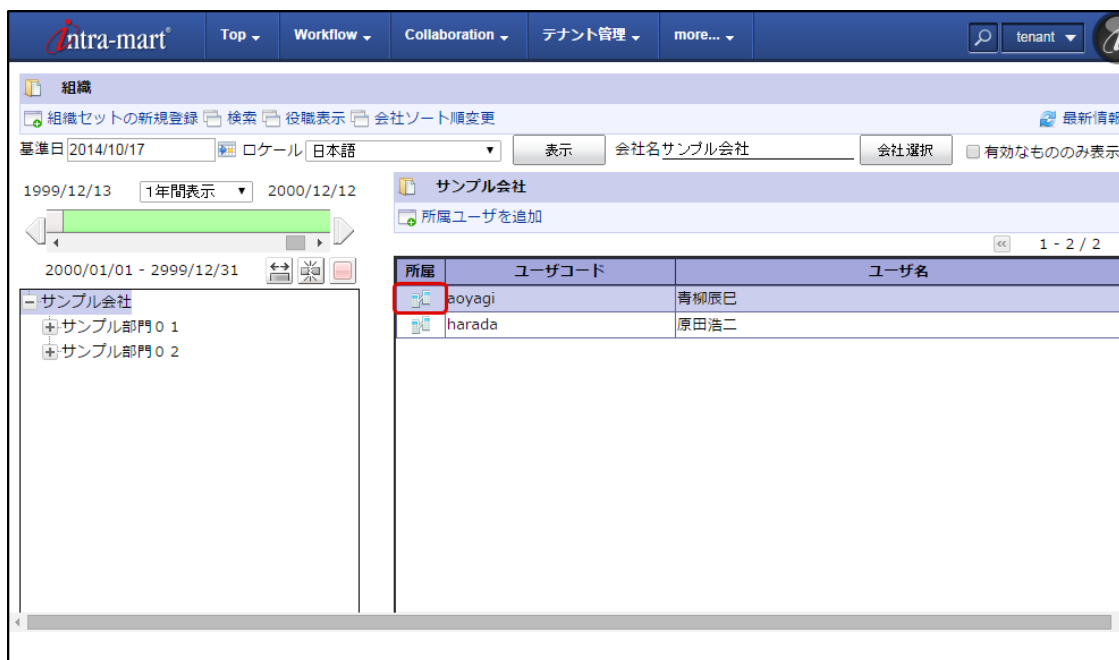 intra-mart® Top Workflow Collaboration テナント管理 more... tenant
組織
組織セットの新規登録 検索 役職表示 会社ソート順変更 最新情報
基準日 2014/10/17 ロケール 日本語 表示 会社名 サンプル会社 会社選択 有効なもののみ表示
1999/12/13 1年間表示 2000/12/12
2000/01/01 - 2999/12/31
サンプル会社
サンプル部門０１
サンプル部門０２
サンプル会社
所属ユーザを追加
<< 1 - 2 / 2
所属 ユーザコード ユーザ名
aoyagi 青柳辰巳
harada 原田浩二